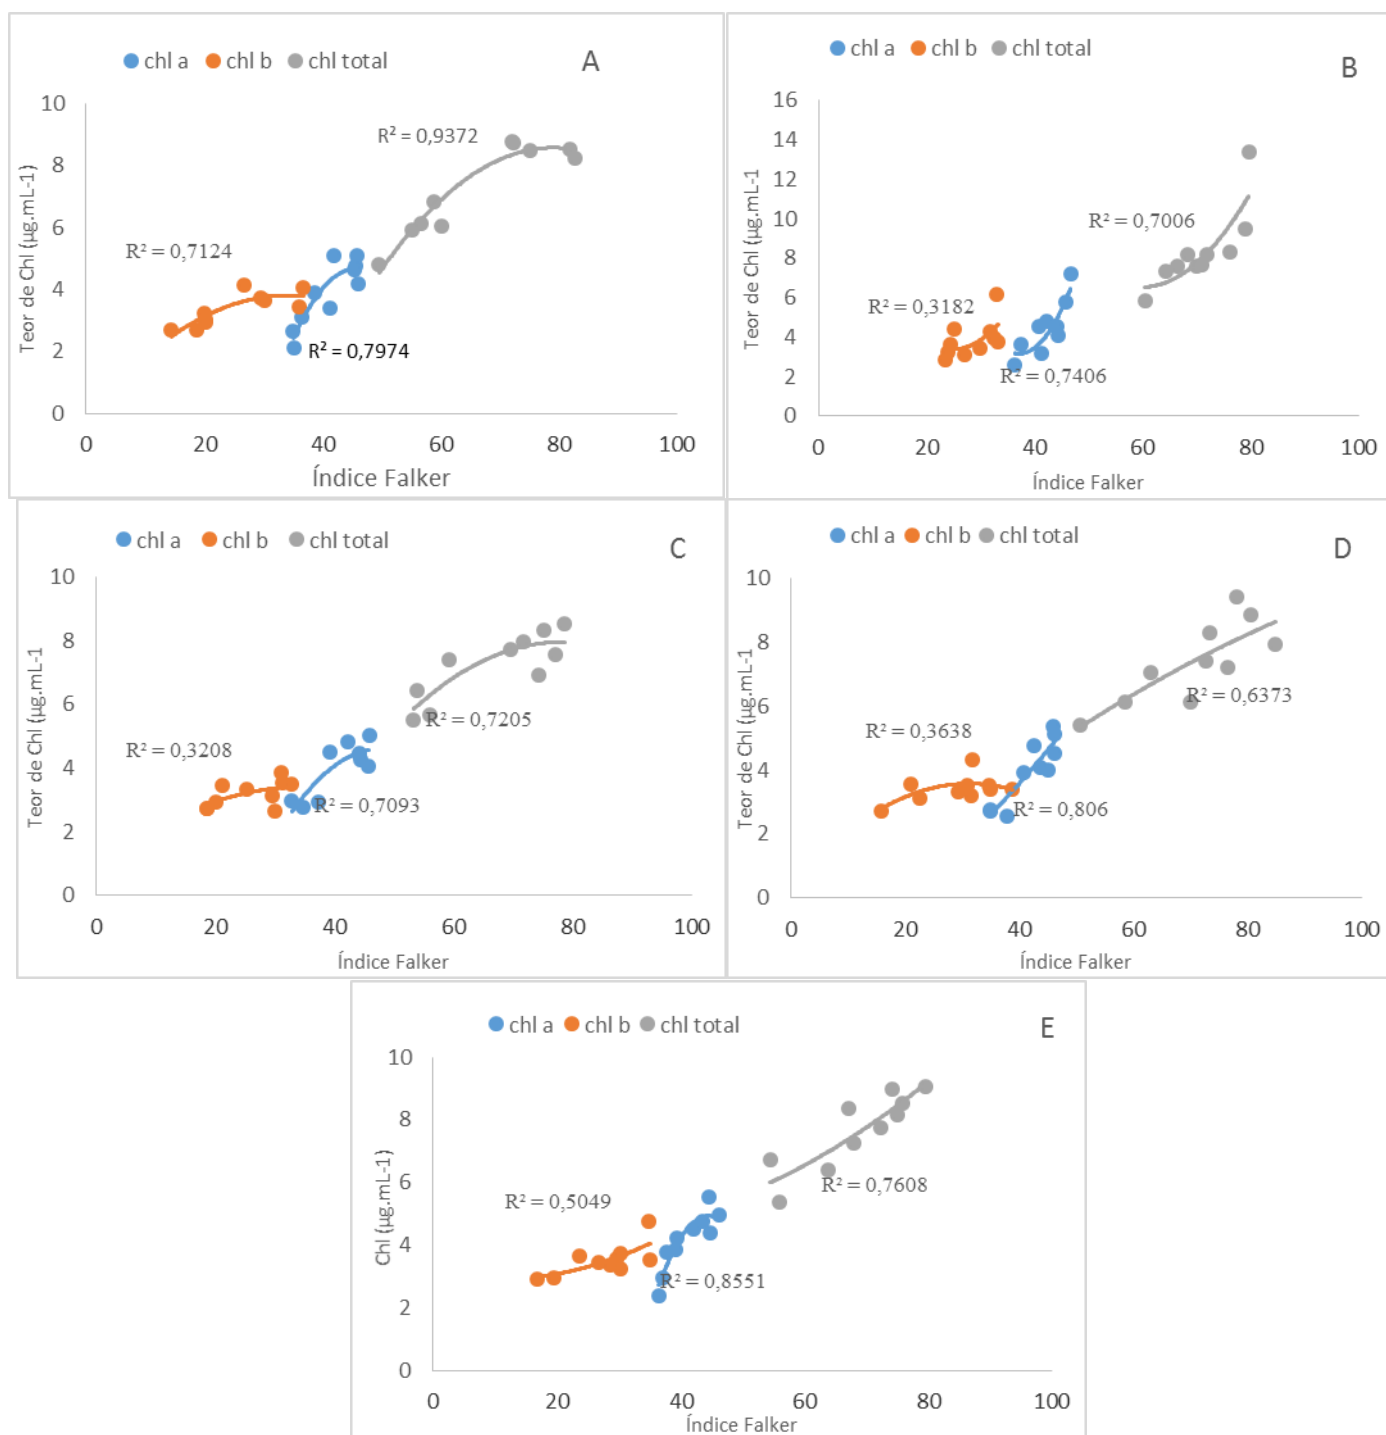 chl a chl b chl total
A
Teor de Chl (µg.mL-1)
10
8
6
4
2
0
R² = 0,9372
R² = 0,7124
R² = 0,7974
0 20 40 60 80 100
Índice Falker
chl a chl b chl total
B
Teor de Chl (µg.mL-1
16
14
12
10
8
6
4
2
0
R² = 0,7006
R² = 0,3182
R² = 0,7406
0 20 40 60 80 100
Índice Falker
chl a chl b chl total
C
Teor de Chl (µg.mL-1
10
8
6
4
2
0
R² = 0,7205
R² = 0,3208
R² = 0,7093
0 20 40 60 80 100
Índice Falker
chl a chl b chl total
D
Teor de Chl (µg.mL-1
10
8
6
4
2
0
R² = 0,6373
R² = 0,3638
R² = 0,806
0 20 40 60 80 100
Índice Falker
chl a chl b chl total
E
Chl (µg.mL-1)
10
8
6
4
2
0
R² = 0,7608
R² = 0,5049
R² = 0,8551
0 20 40 60 80 100
Índice Falker